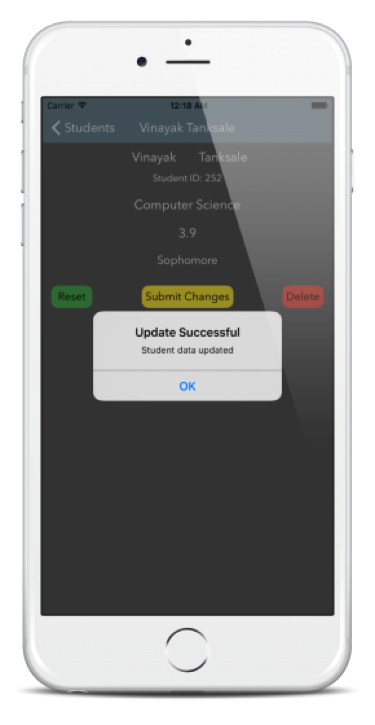 Carrier 12:18 AM
Students Vinayak Tanksale
Vinayak Tanksale
Student ID: 252
Computer Science
3.9
Sophomore
Reset Submit Changes Delete
Update Successful
Student data updated
OK